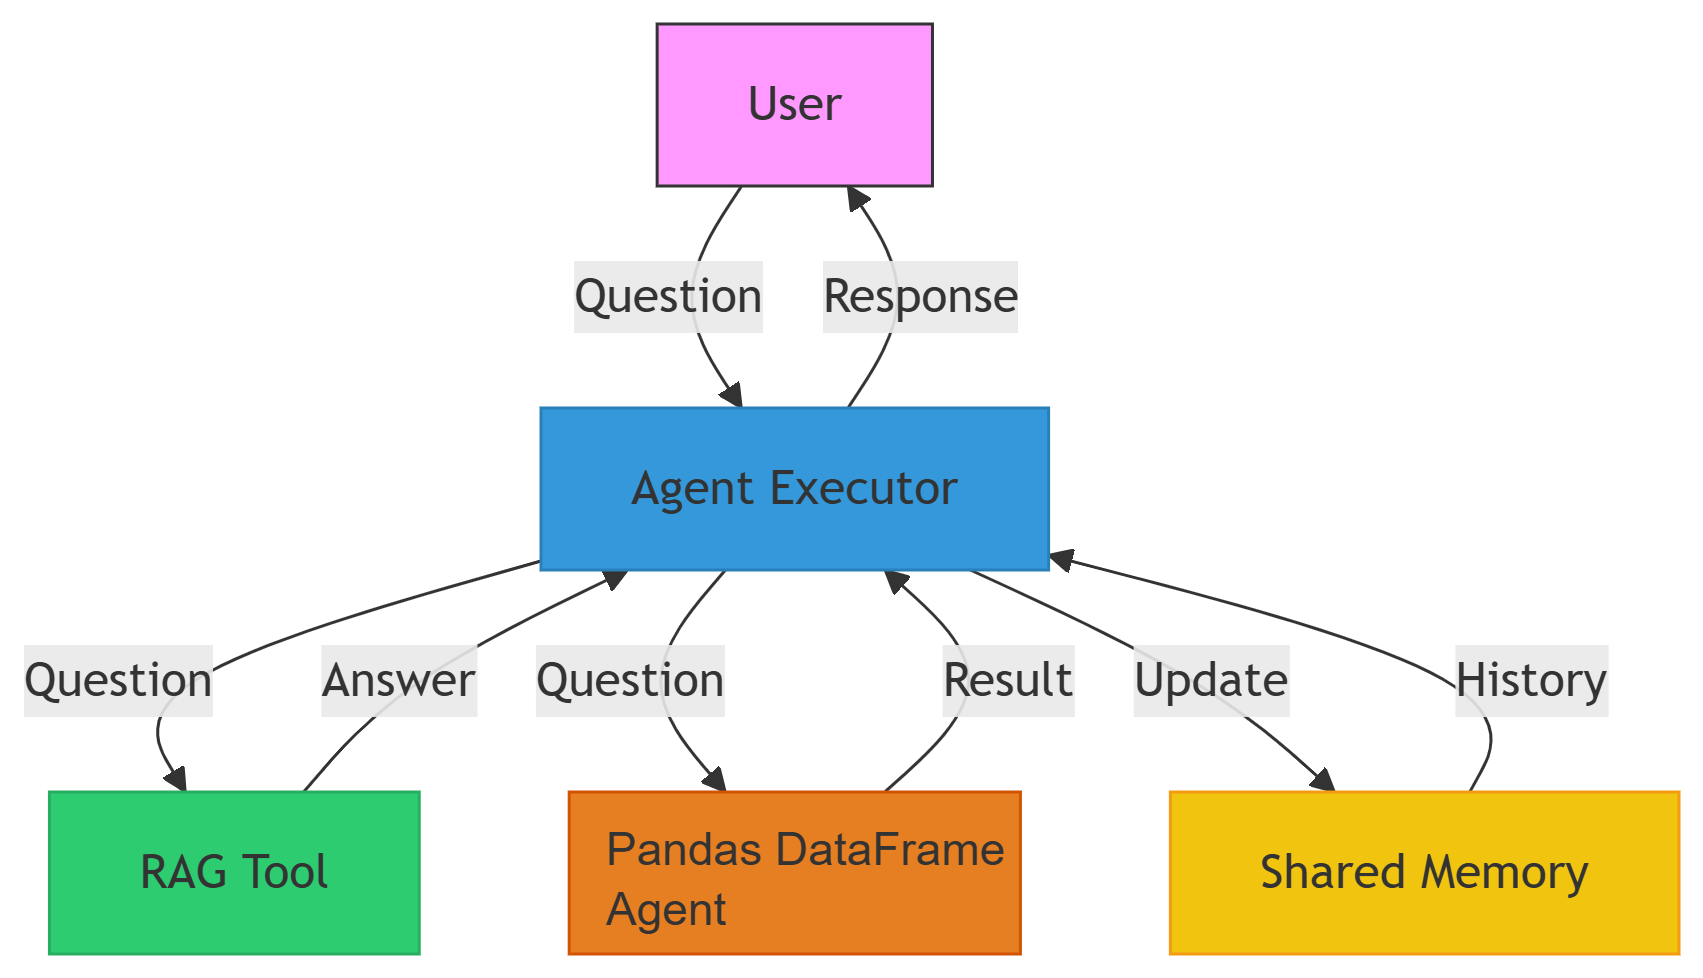 User
Question
Response
Agent Executor
Question
Answer
Question
Result
Update
History
RAG Tool
Pandas DataFrame
Agent
Shared Memory